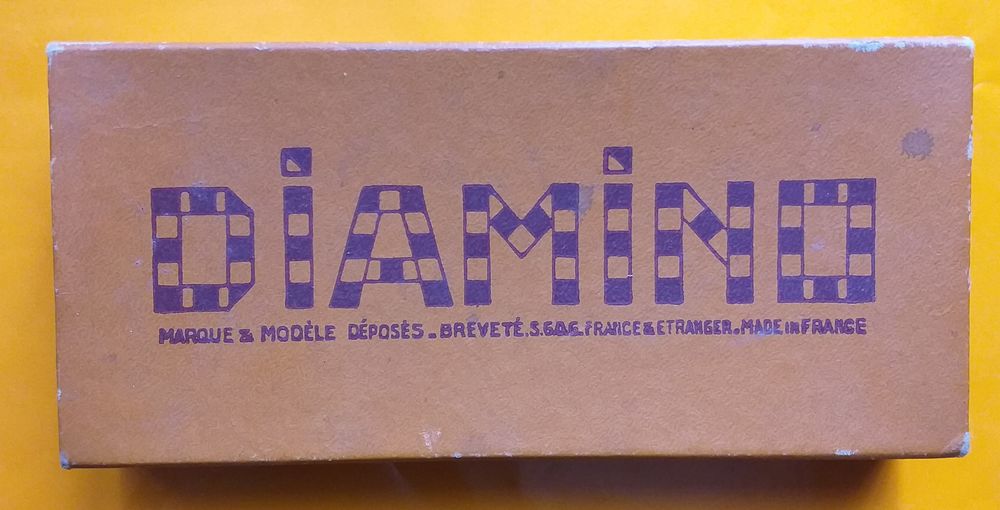 DiAMiNO
MARQUE & MODÈLE DÉPOSÉS - BREVETÉ. S.G.D.G. FRANCE & ETRANGER - MADE in FRANCE